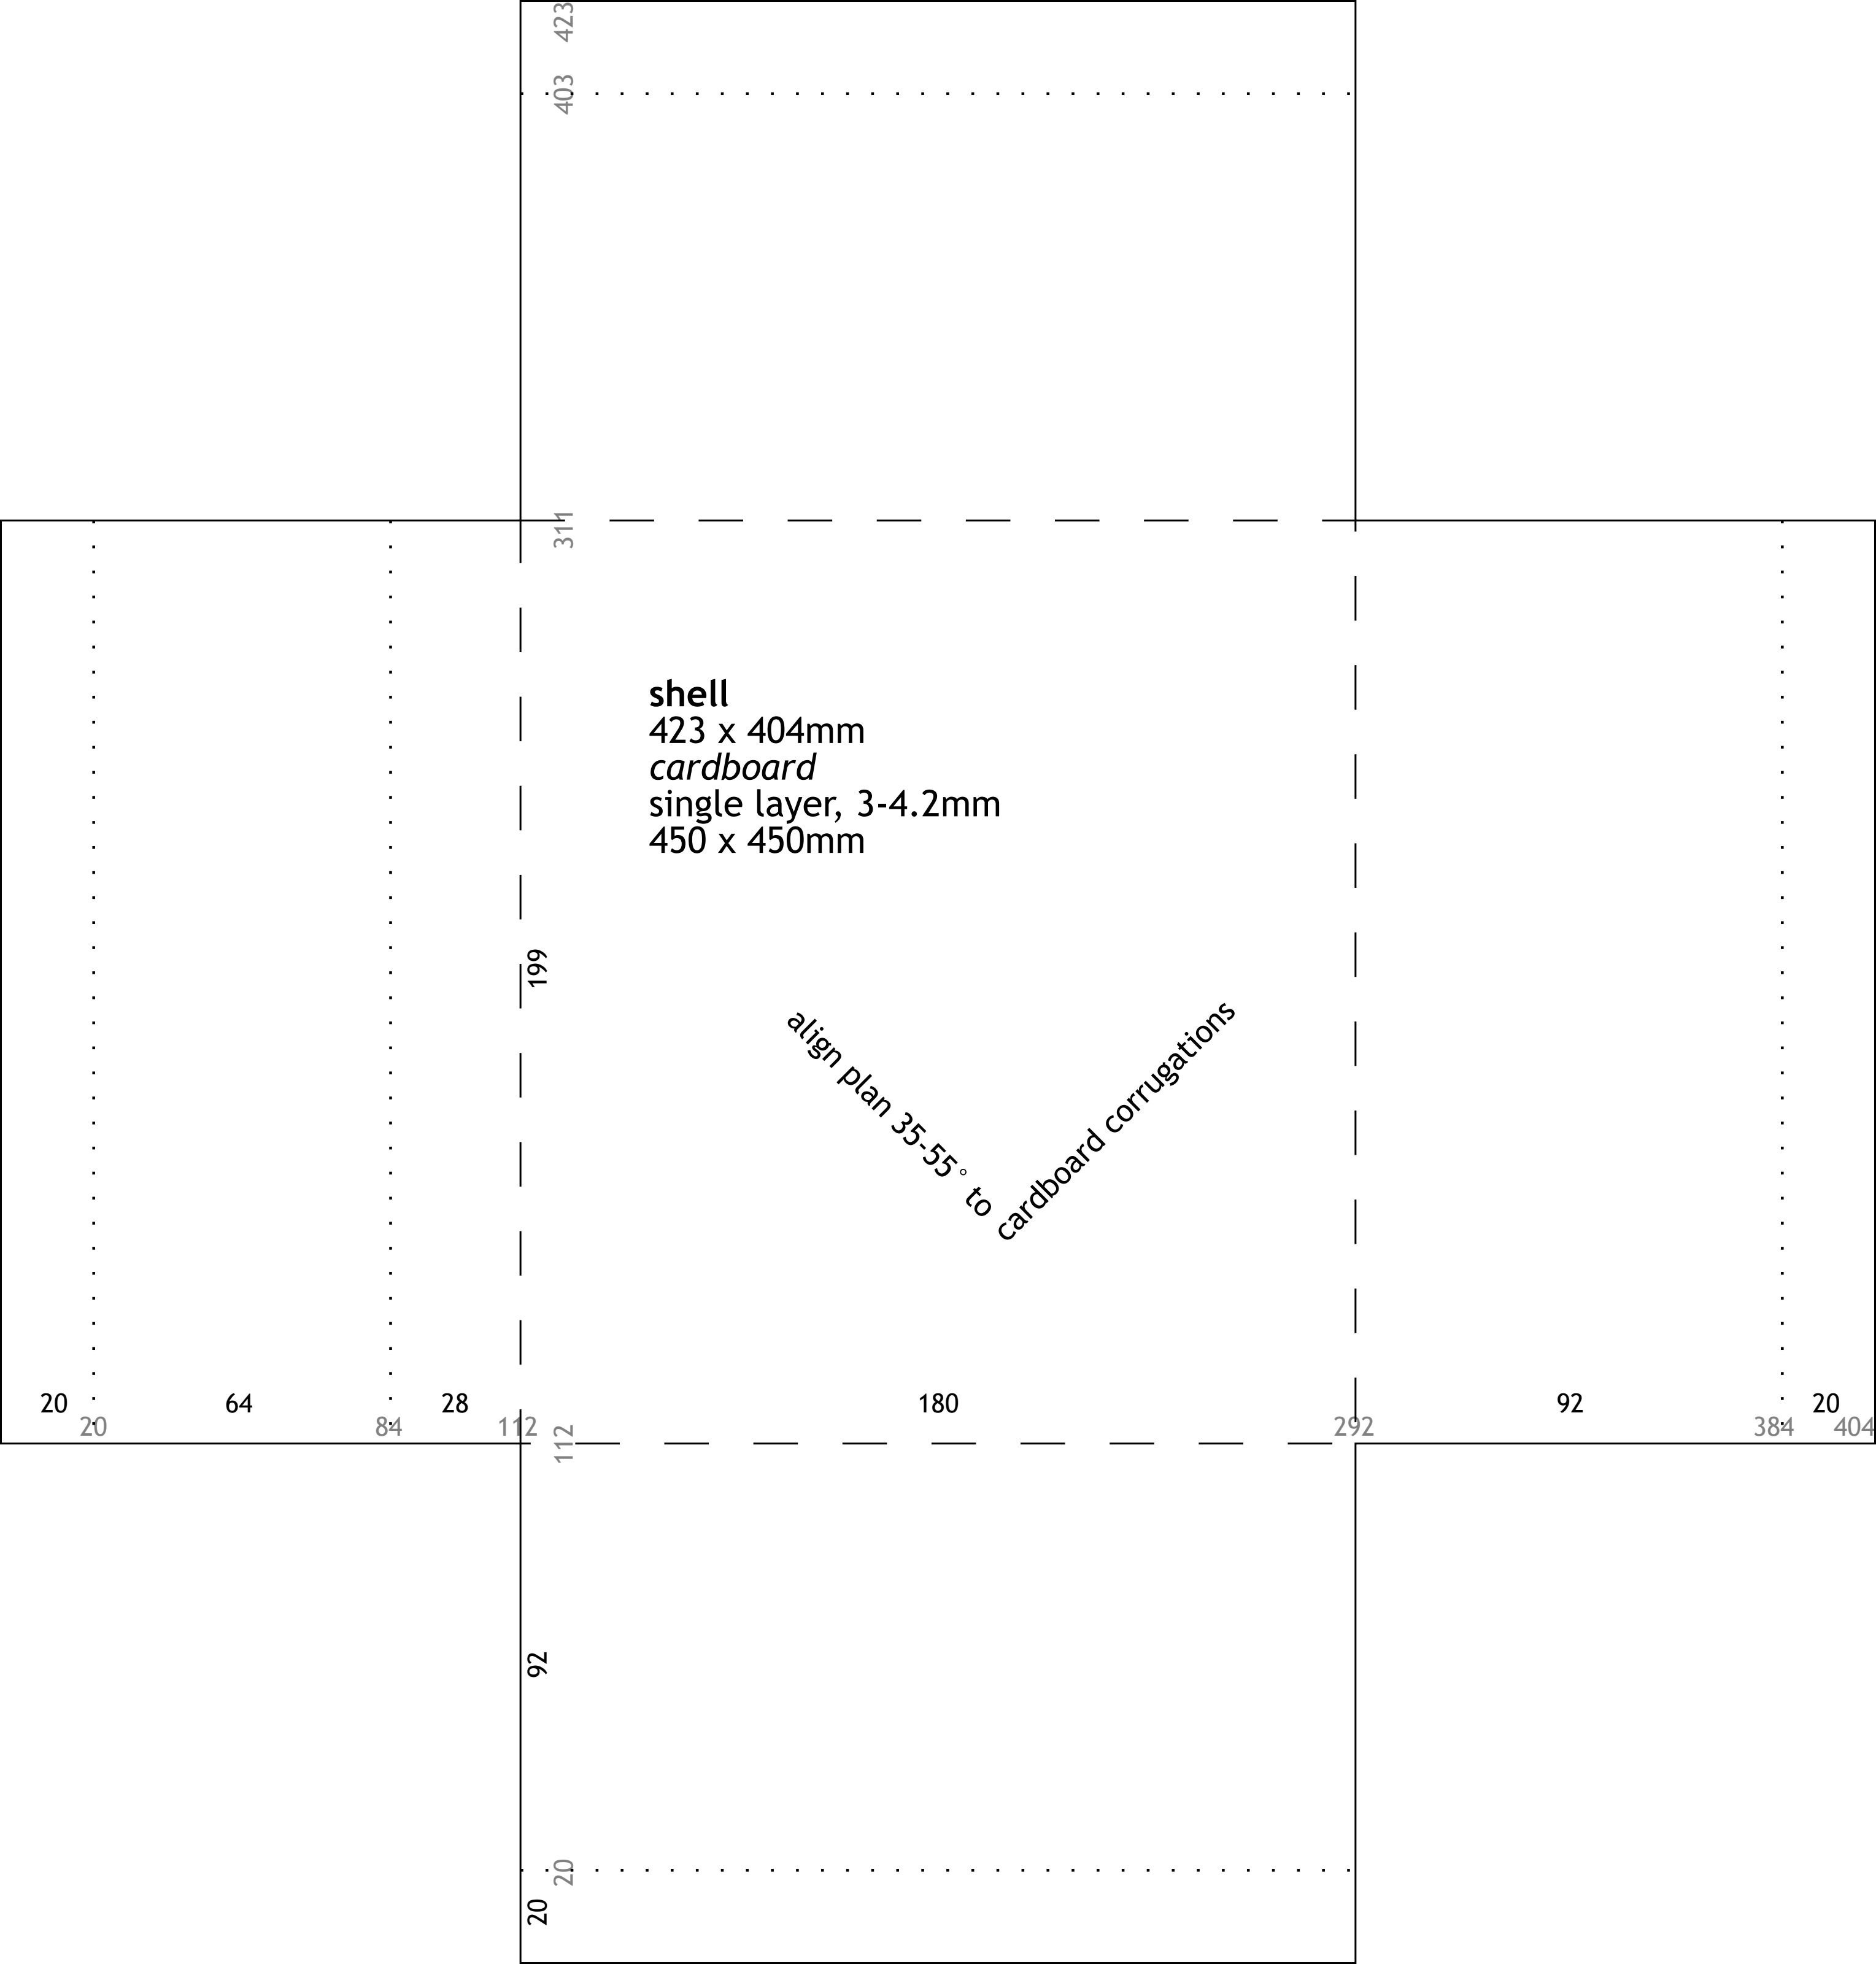 423
403
311
shell
423 x 404mm
cardboard
single layer, 3-4.2mm
450 x 450mm
199
align plan 35-55° to
cardboard corrugations
20
64
28
180
92
20
20
84
112
112
292
384
404
92
20
20